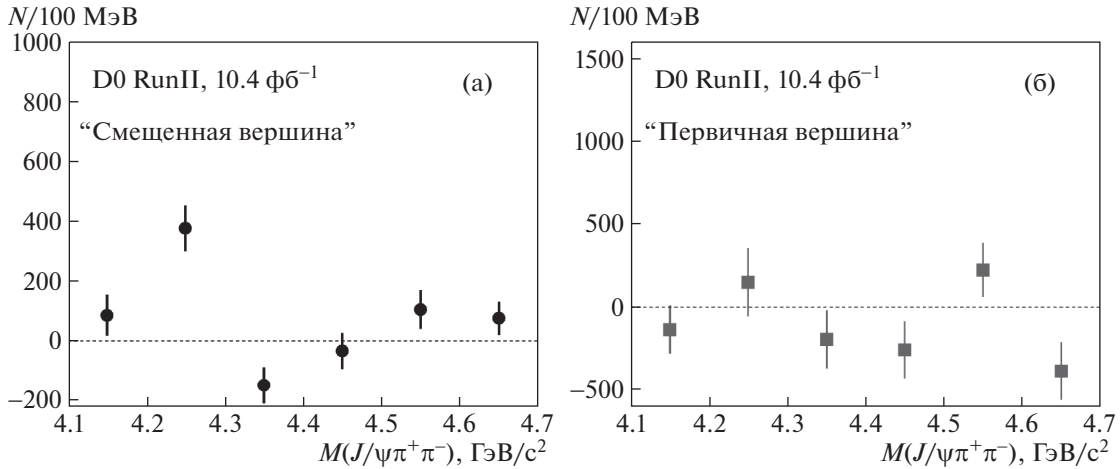 N/100 МэВ
1000
D0 RunII, 10.4 фб⁻¹ (а)
800
“Смещенная вершина”
600
400
200
0
–200
4.1 4.2 4.3 4.4 4.5 4.6 4.7
M(J/ψπ⁺π⁻), ГэВ/c²
N/100 МэВ
1500
D0 RunII, 10.4 фб⁻¹ (б)
“Первичная вершина”
1000
500
0
–500
4.1 4.2 4.3 4.4 4.5 4.6 4.7
M(J/ψπ⁺π⁻), ГэВ/c²